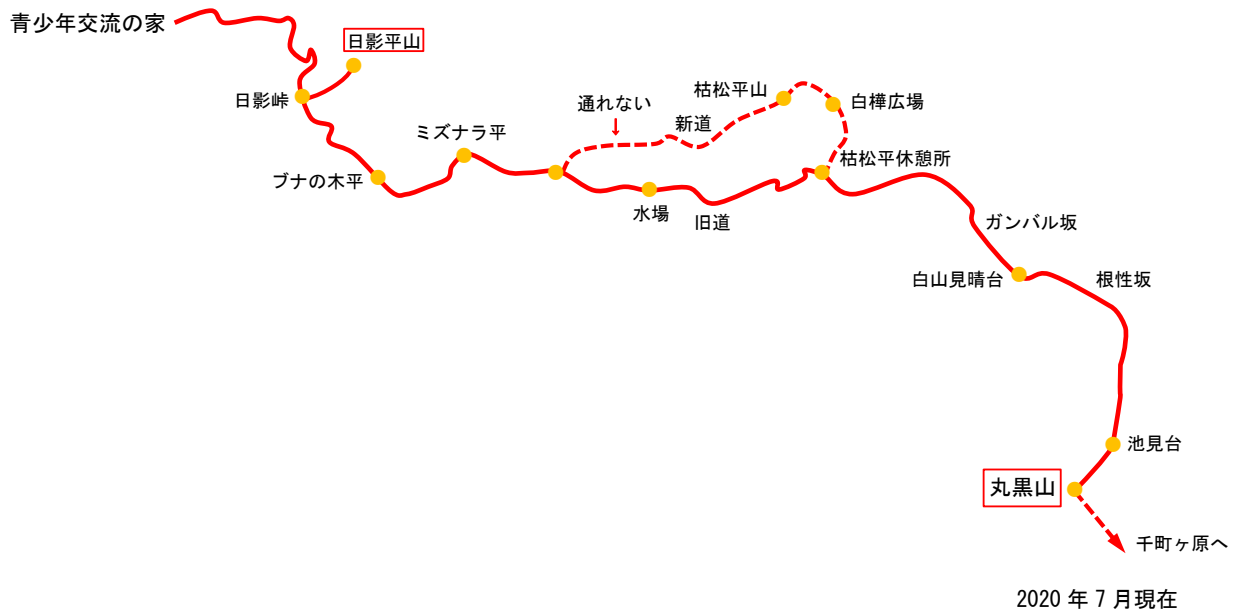 青少年交流の家
日影平山
日影峠
ブナの木平
ミズナラ平
通れない
新道
枯松平山
白樺広場
枯松平休憩所
水場
旧道
ガンバル坂
白山見晴台
根性坂
池見台
丸黒山
千町ヶ原へ
2020 年 7 月現在